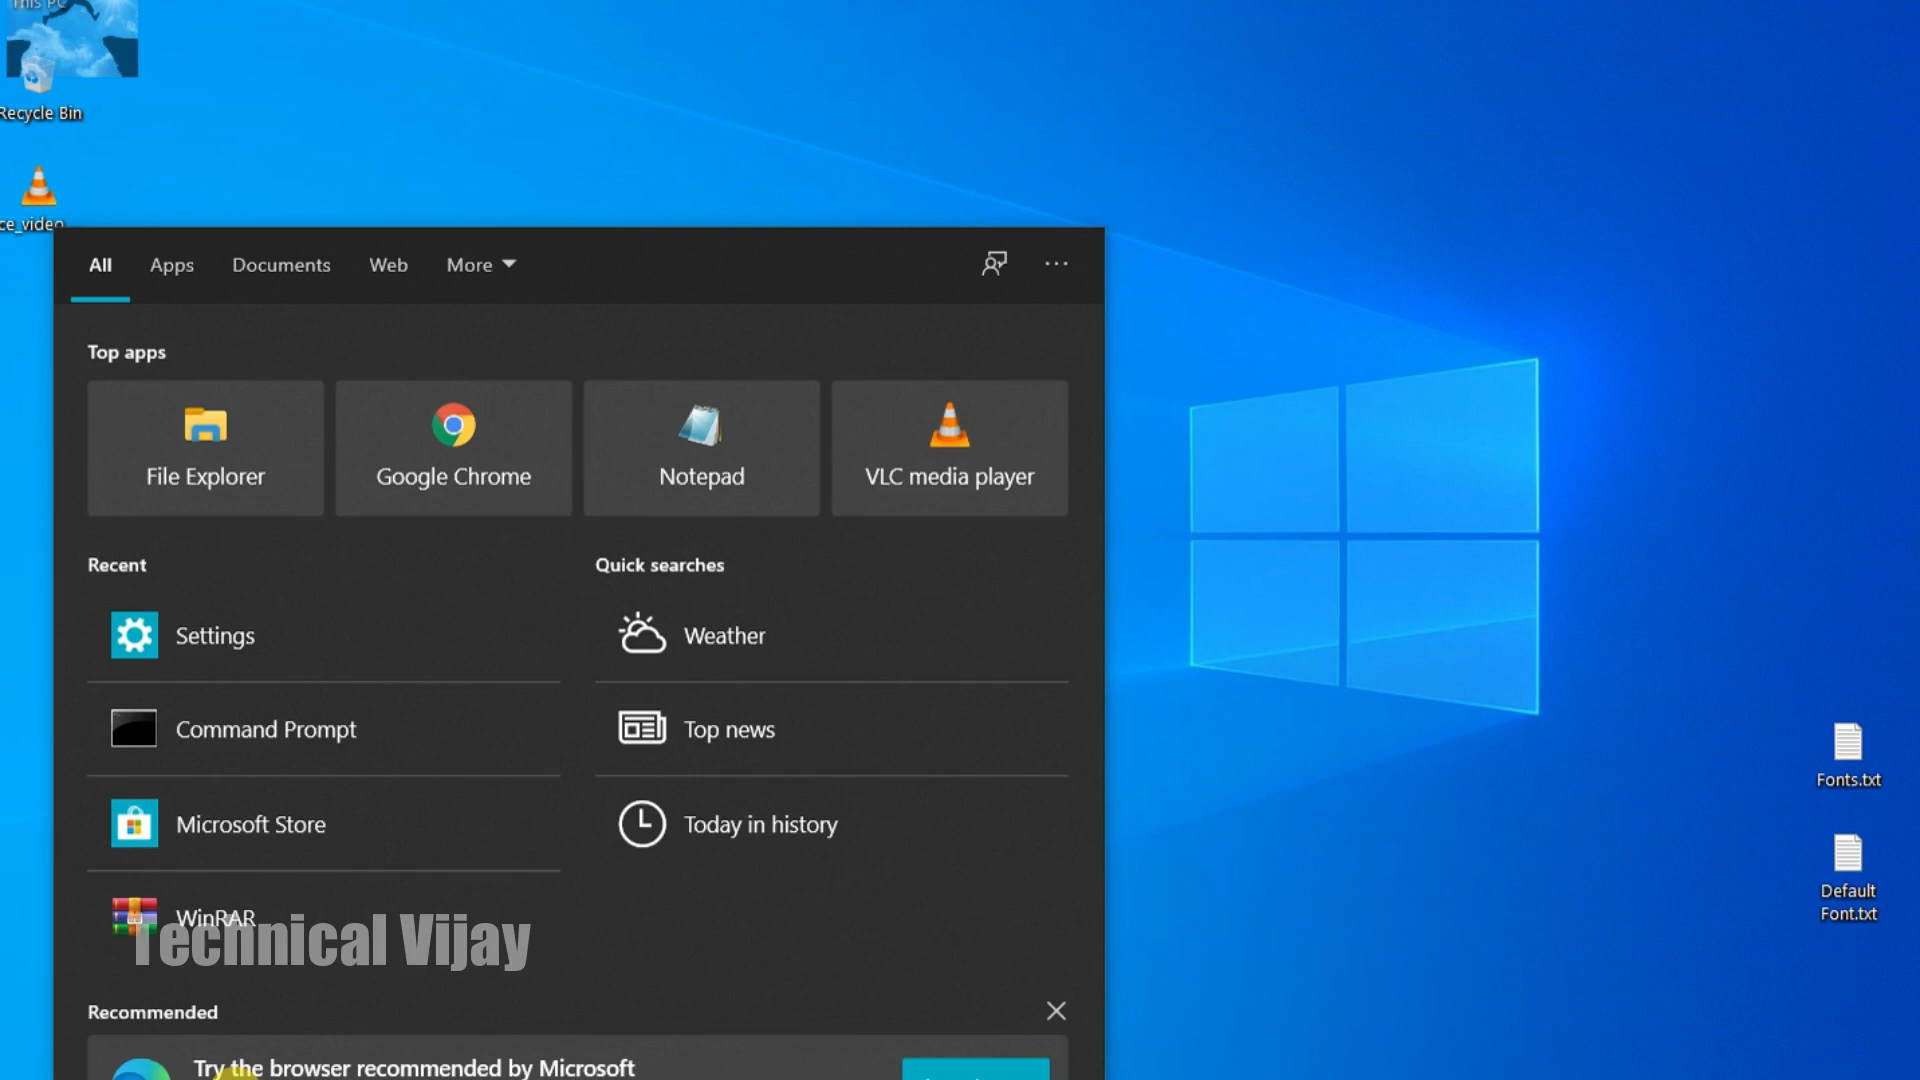 This PC
Recycle Bin
ce_video
All
Apps
Documents
Web
More
Top apps
File Explorer
Google Chrome
Notepad
VLC media player
Recent
Quick searches
Settings
Weather
Command Prompt
Top news
Microsoft Store
Today in history
WinRAR
Technical Vijay
Recommended
Try the browser recommended by Microsoft
Fonts.txt
Default
Font.txt